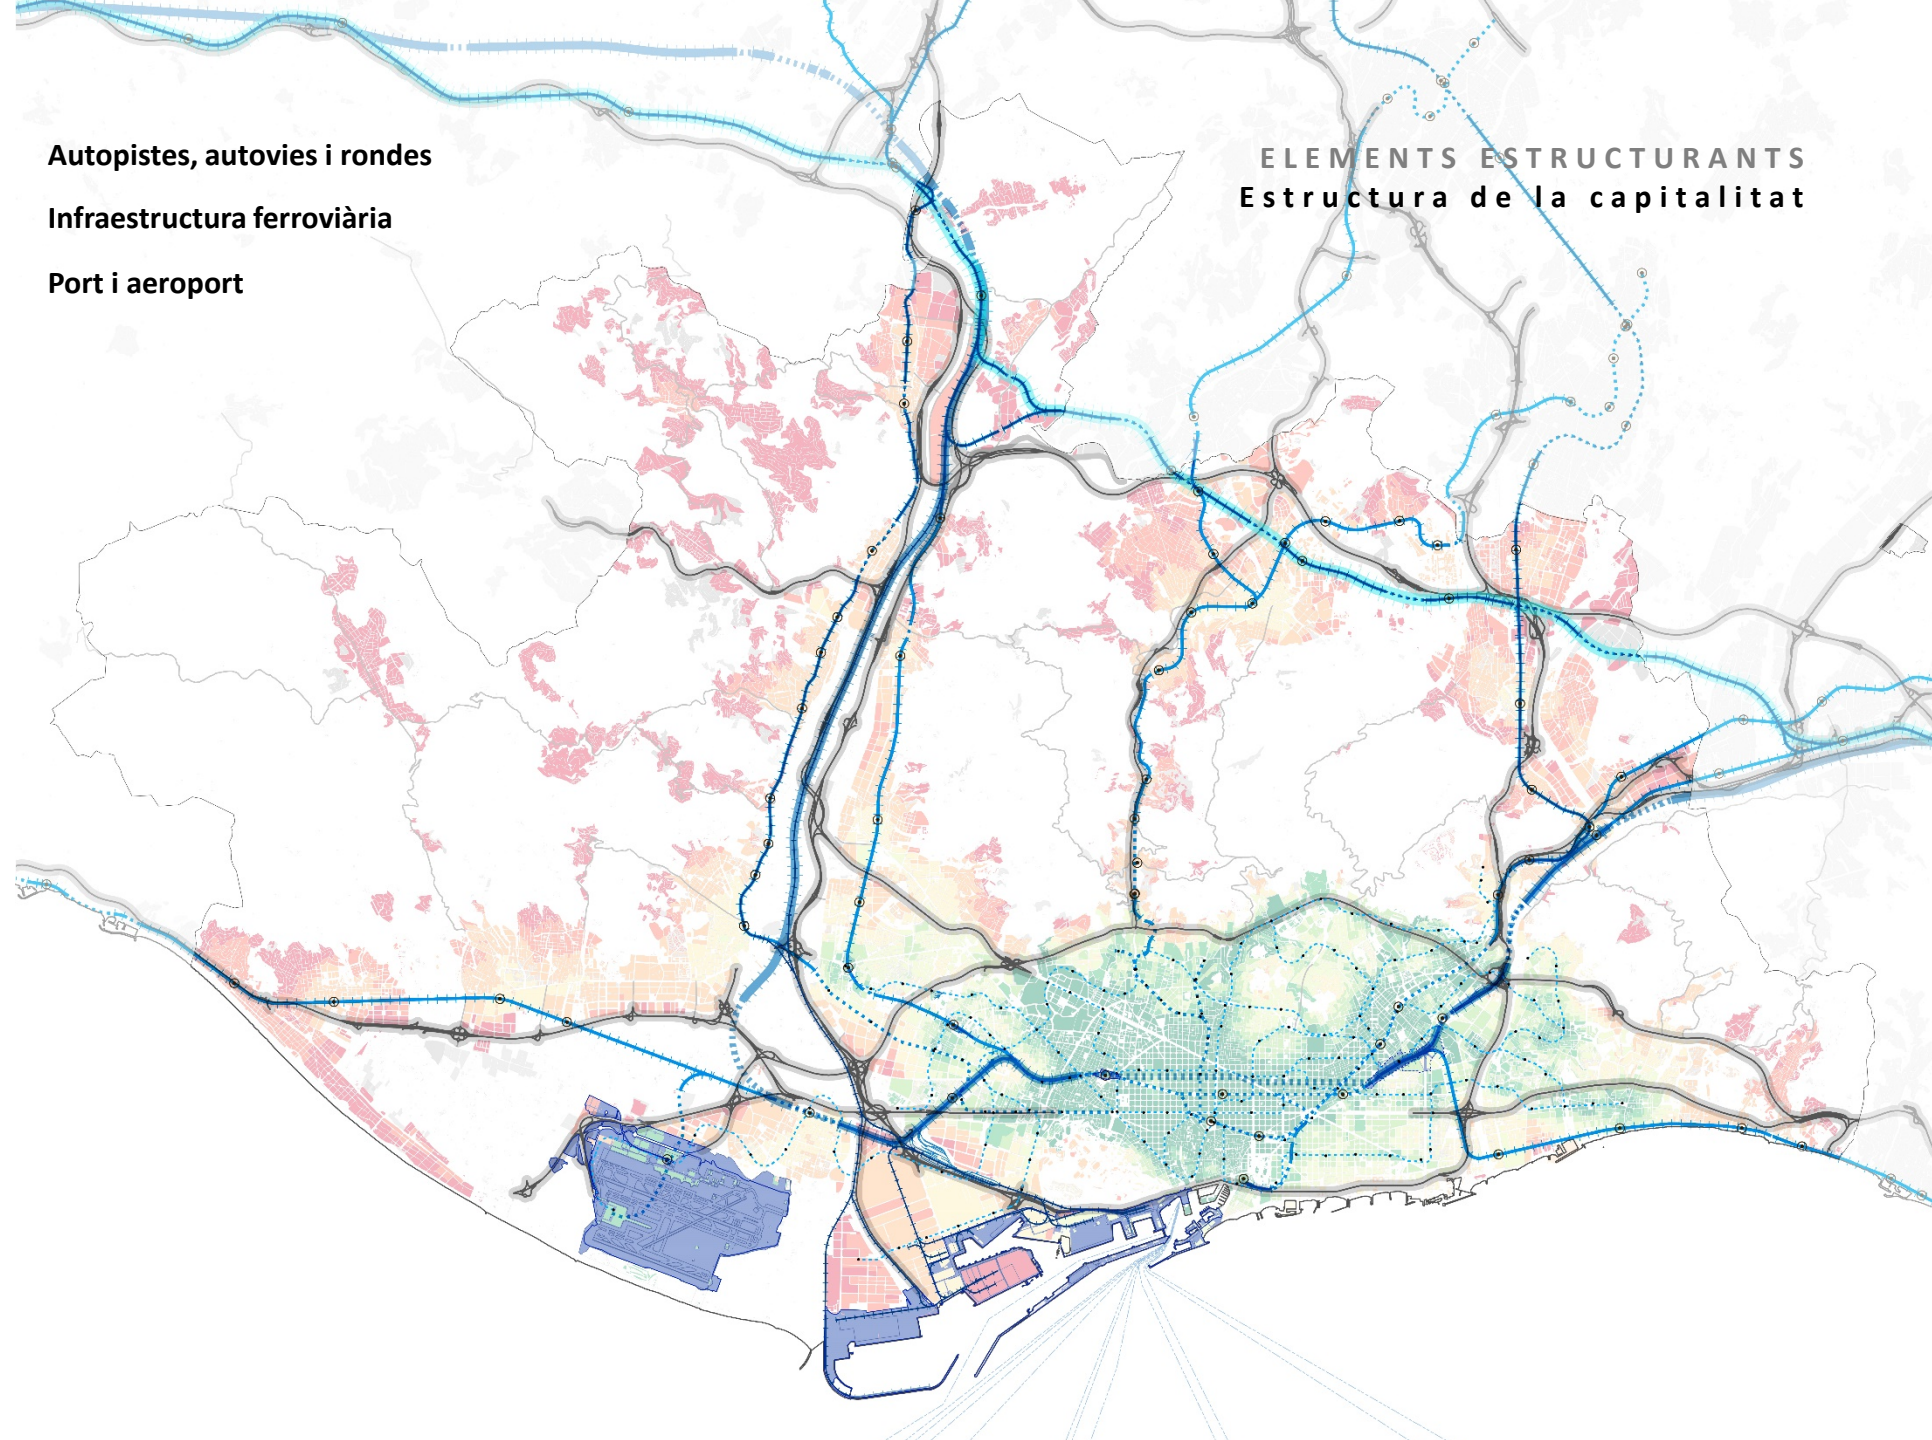 Autopistes, autovies i rondes
Infraestructura ferroviària
Port i aeroport
ELEMENTS ESTRUCTURANTS
Estructura de la capitalitat